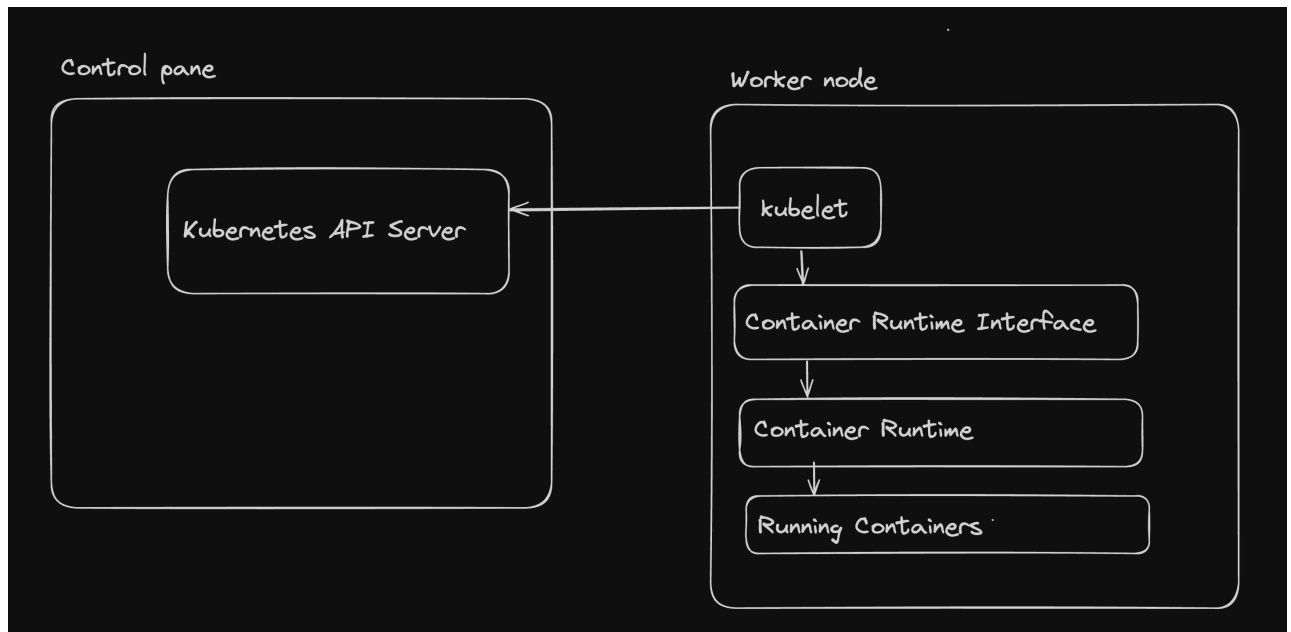 Control pane
Worker node
Kubernetes API Server
kubelet
Container Runtime Interface
Container Runtime
Running Containers